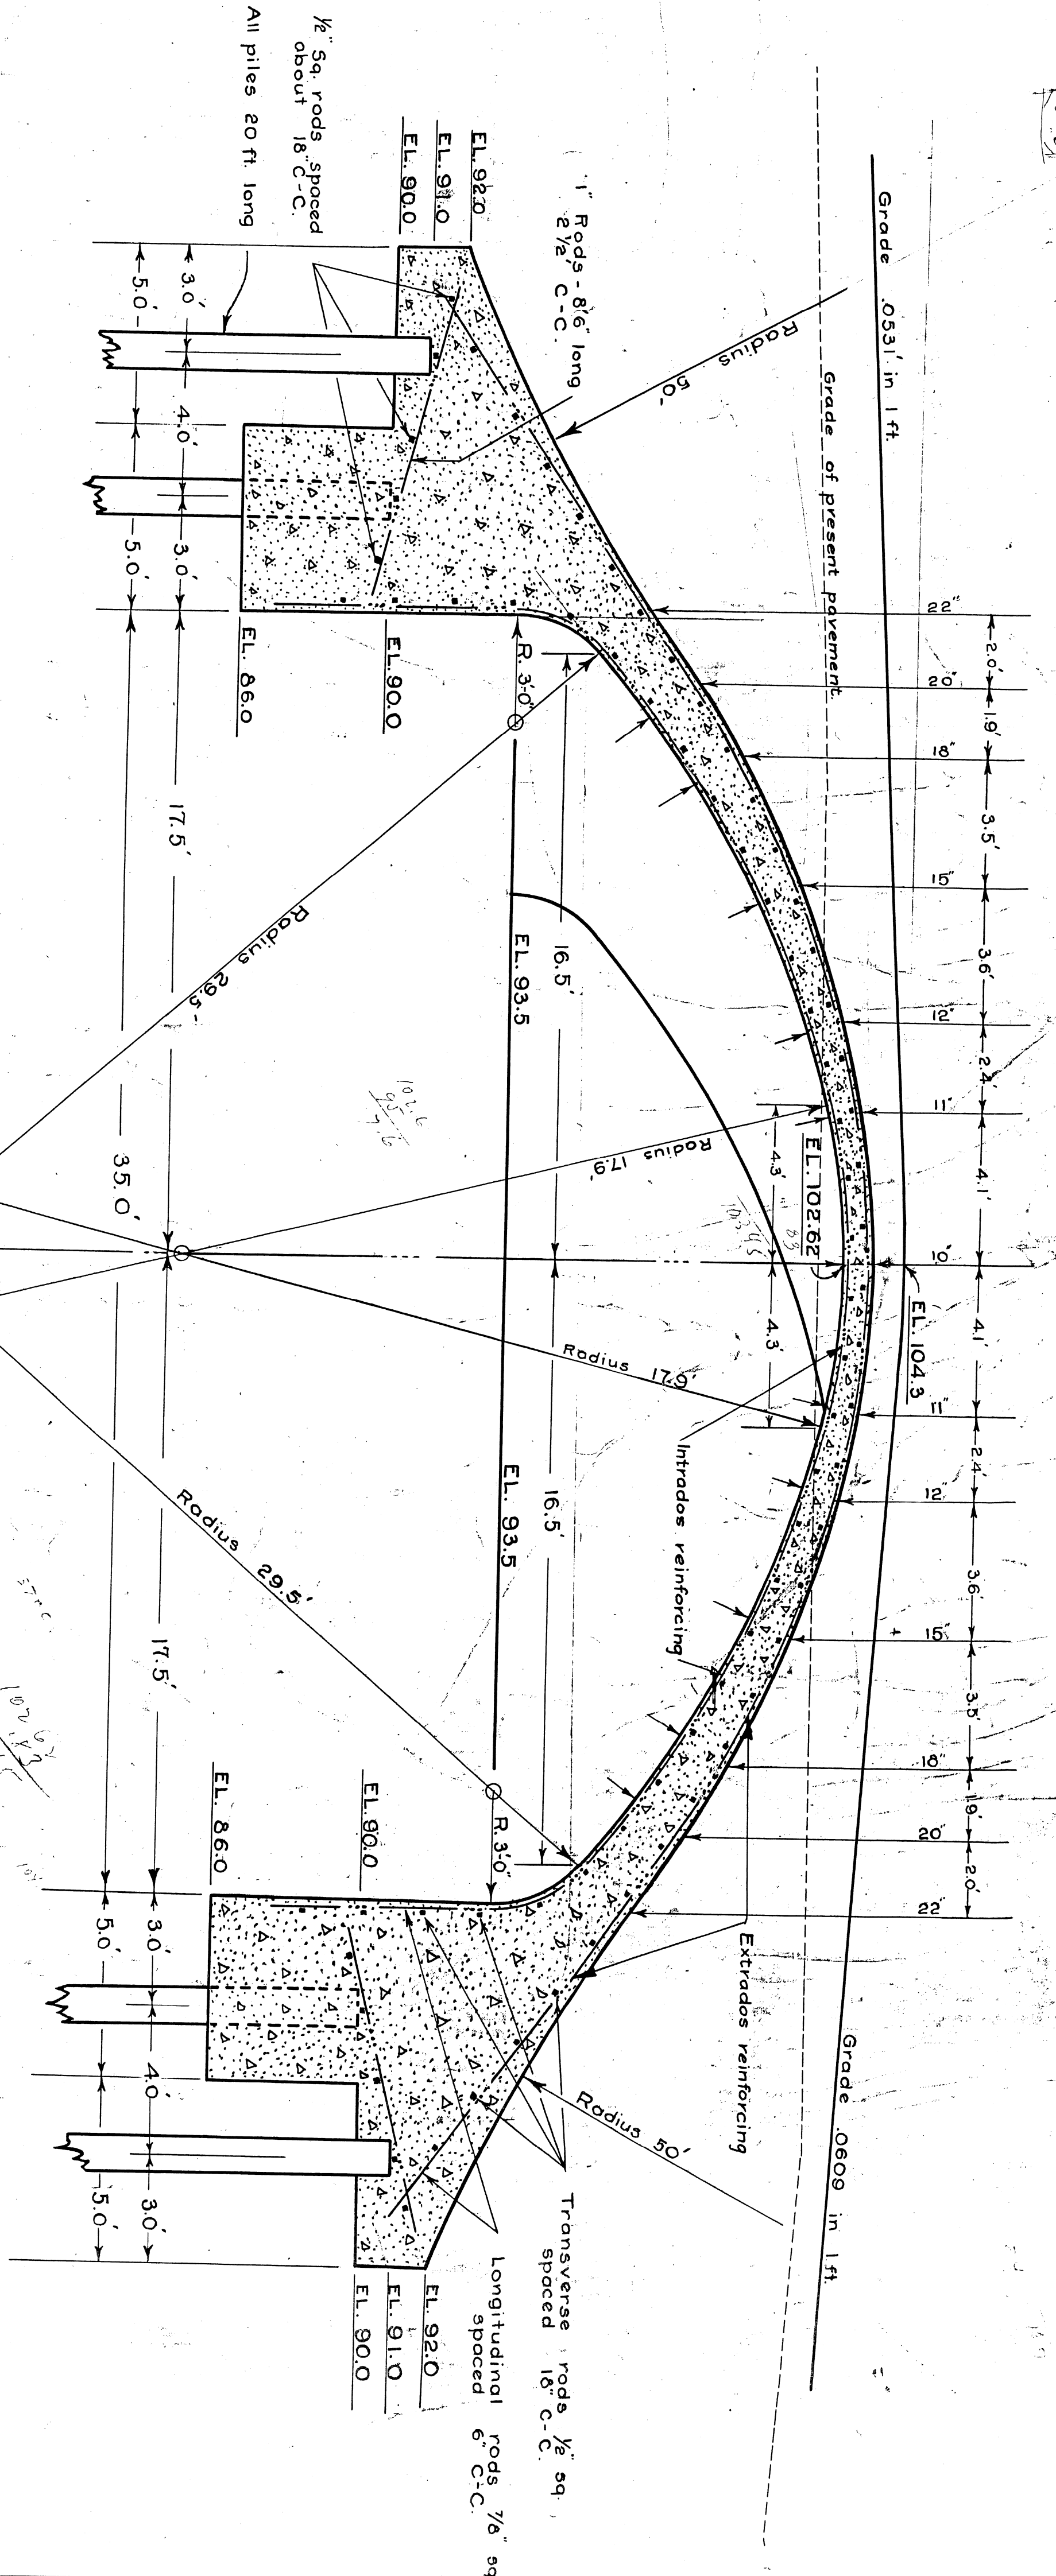 Grade .0531' in 1 ft.
Grade of present pavement
Grade .0609 in 1 ft.
22"
20"
18"
15"
12"
11"
10"
11"
12"
15"
18"
20"
22"
2.0'
1.9'
3.5'
3.6'
2.4'
4.1'
4.1'
2.4'
3.6'
3.5'
1.9'
2.0'
EL. 104.3
EL. 102.62
Radius 50'
1" Rods - 8'6" long
2½' C-C.
EL. 92.0
EL. 91.0
EL. 90.0
½" Sq. rods spaced
about 18" C-C.
All piles 20 ft. long
3.0'
4.0'
3.0'
5.0'
5.0'
EL. 86.0
EL. 90.0
R. 3'-0"
Radius 29.5'
EL. 93.5
16.5'
17.5'
35.0'
Radius 17.9'
4.3'
4.3'
Radius 17.9'
102.6
Intrados reinforcing
16.5'
EL. 93.5
Radius 29.5'
17.5'
R. 3'-0"
EL. 90.0
EL. 86.0
Extrados reinforcing
Radius 50'
3.0'
4.0'
3.0'
5.0'
5.0'
Transverse rods ½" sq.
spaced 18" C-C.
Longitudinal rods ⅞" sq
spaced 6" C-C.
EL. 92.0
EL. 91.0
EL. 90.0